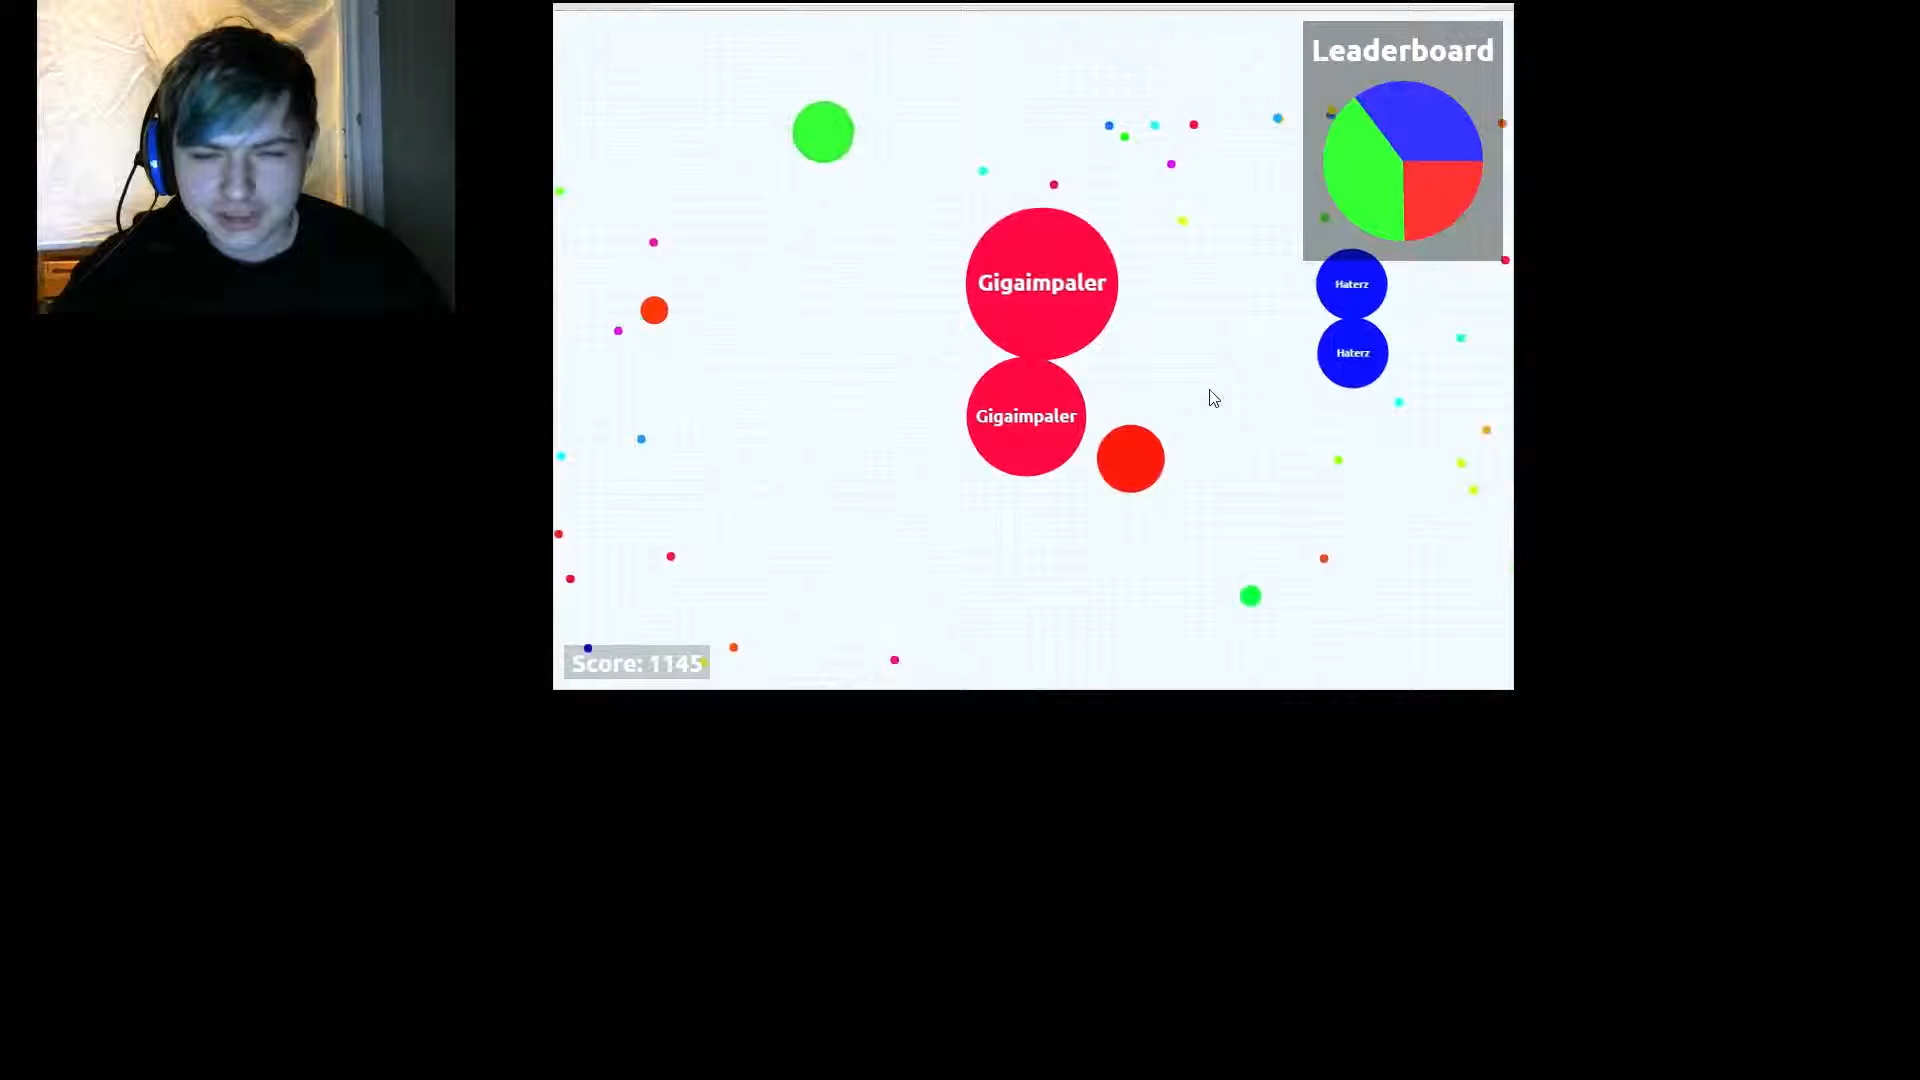 Leaderboard
Gigaimpaler
Haterz
Haterz
Gigaimpaler
Score: 1145